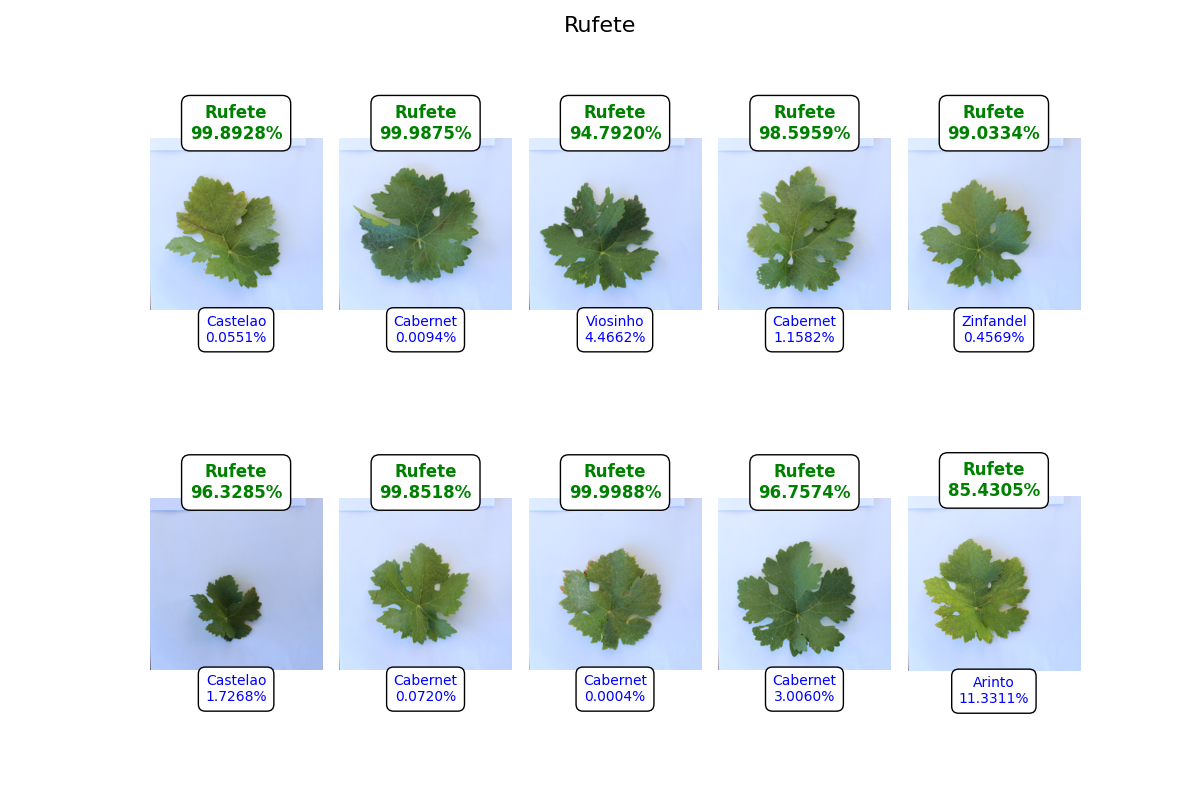 Rufete
Rufete
99.8928%
Rufete
99.9875%
Rufete
94.7920%
Rufete
98.5959%
Rufete
99.0334%
Castelao
0.0551%
Cabernet
0.0094%
Viosinho
4.4662%
Cabernet
1.1582%
Zinfandel
0.4569%
Rufete
96.3285%
Rufete
99.8518%
Rufete
99.9988%
Rufete
96.7574%
Rufete
85.4305%
Castelao
1.7268%
Cabernet
0.0720%
Cabernet
0.0004%
Cabernet
3.0060%
Arinto
11.3311%